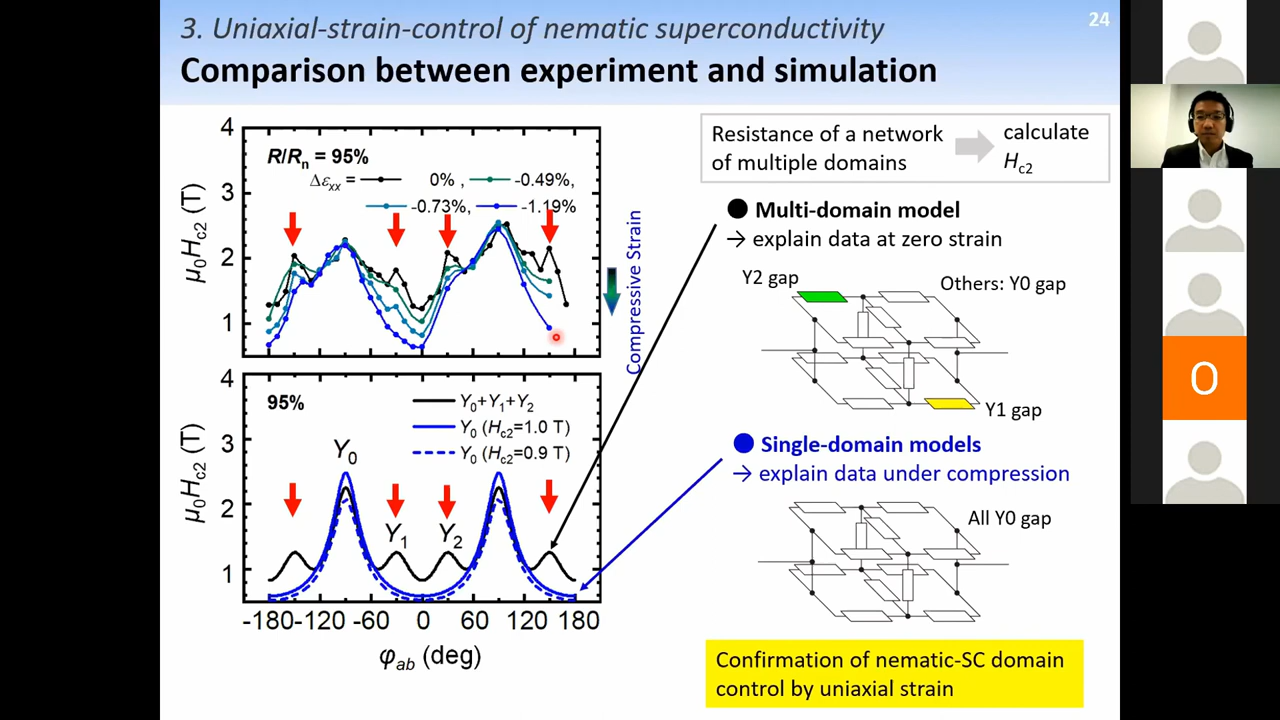 3. Uniaxial-strain-control of nematic superconductivity
24
Comparison between experiment and simulation
4
3
2
1
μ₀Hc2 (T)
R/Rn = 95%
Δεxx = 0% , -0.49%,
-0.73%, -1.19%
Compressive Strain
4
3
2
1
μ₀Hc2 (T)
95%
Y0+Y1+Y2
Y0 (Hc2=1.0 T)
Y0 (Hc2=0.9 T)
Y0
Y1
Y2
-180 -120 -60 0 60 120 180
φab (deg)
Resistance of a network
of multiple domains
calculate
Hc2
Multi-domain model
→ explain data at zero strain
Y2 gap
Others: Y0 gap
Y1 gap
Single-domain models
→ explain data under compression
All Y0 gap
Confirmation of nematic-SC domain
control by uniaxial strain
O